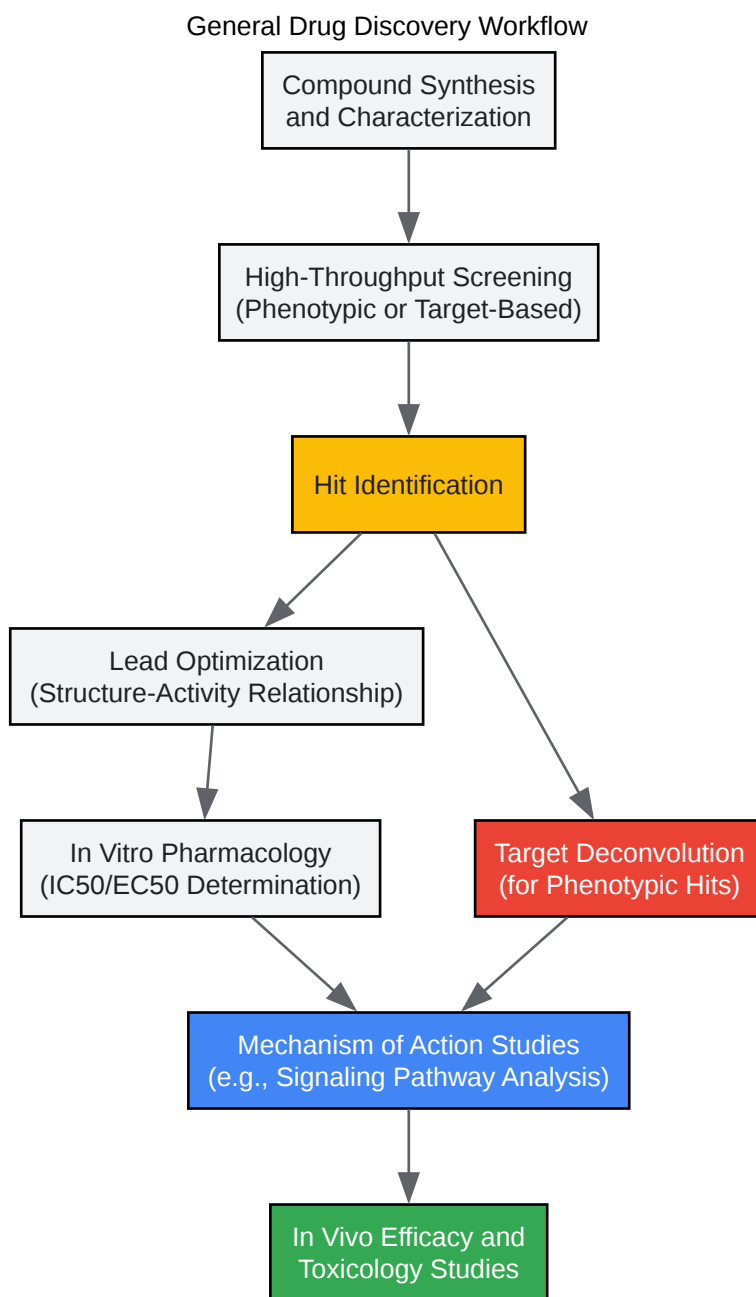 General Drug Discovery Workflow
Compound Synthesis
and Characterization
High-Throughput Screening
(Phenotypic or Target-Based)
Hit Identification
Lead Optimization
(Structure-Activity Relationship)
In Vitro Pharmacology
(IC50/EC50 Determination)
Target Deconvolution
(for Phenotypic Hits)
Mechanism of Action Studies
(e.g., Signaling Pathway Analysis)
In Vivo Efficacy and
Toxicology Studies